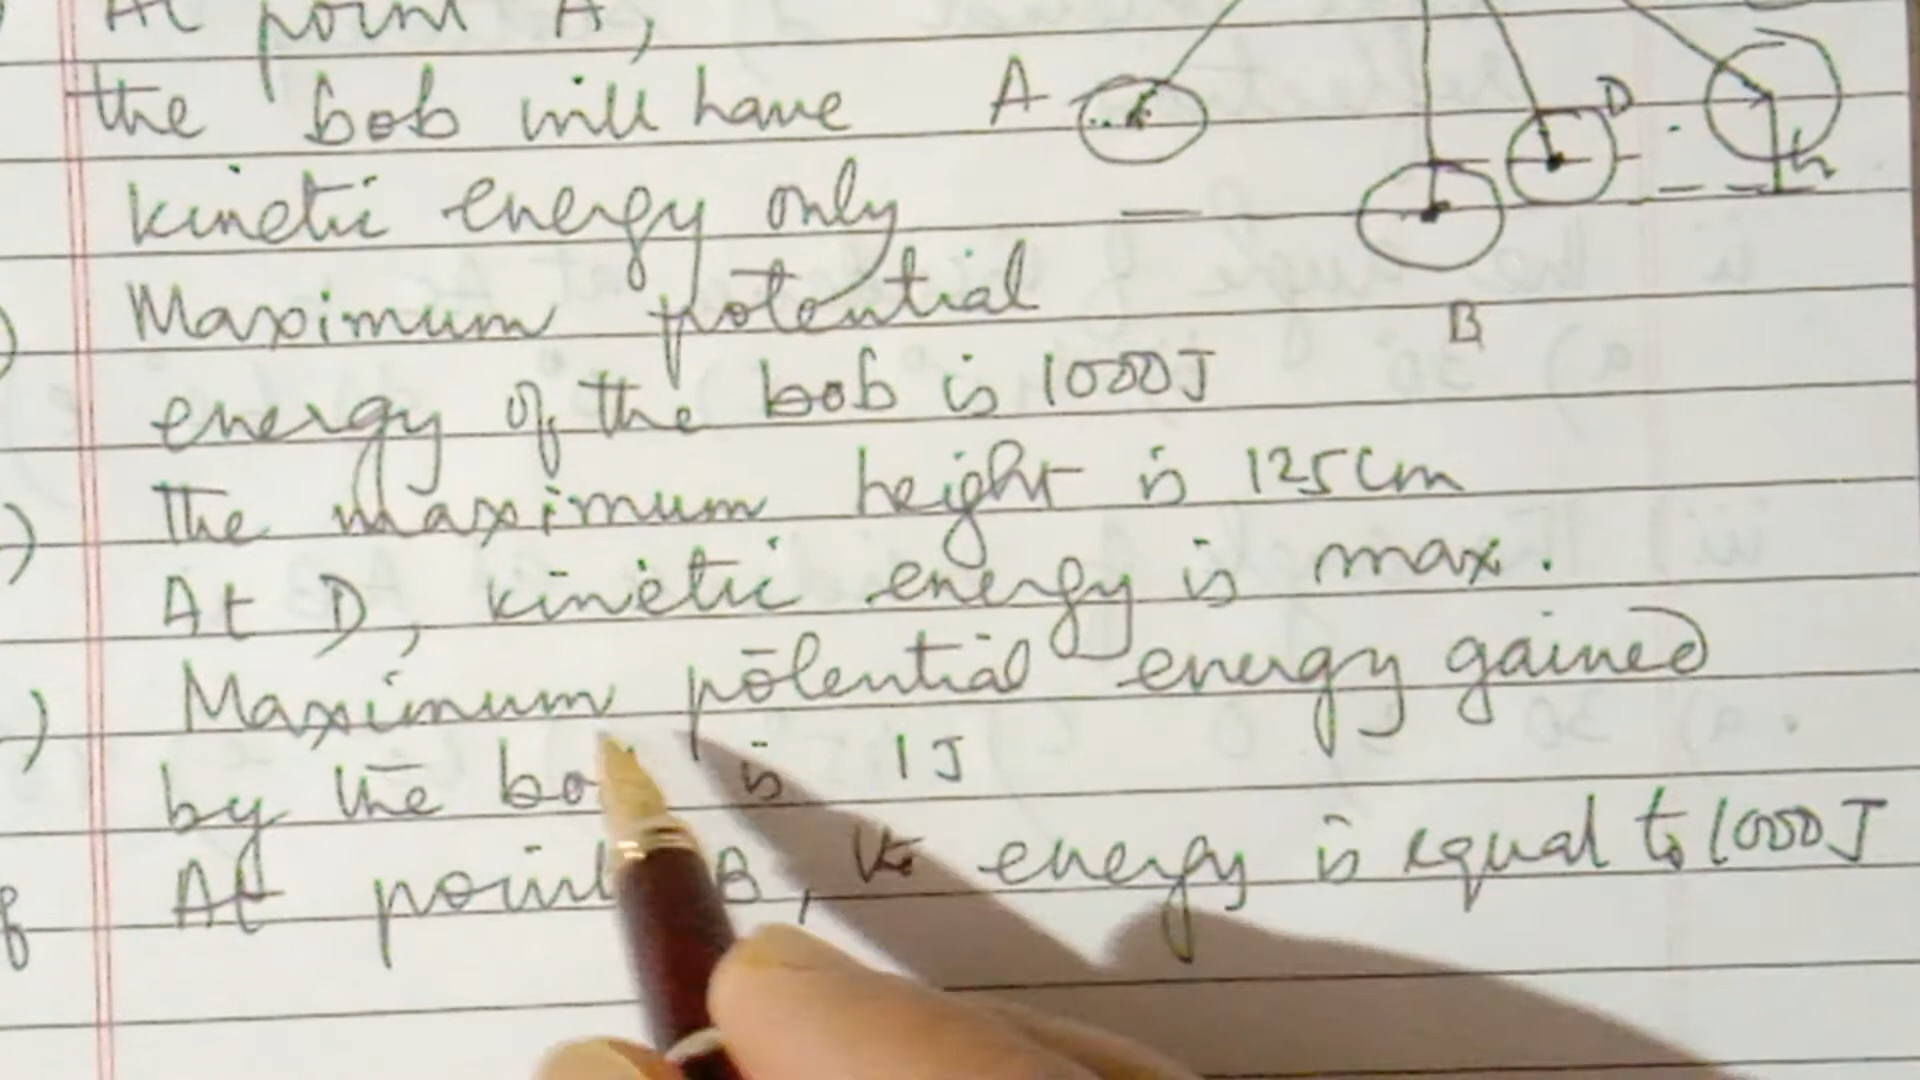 At point A,
the bob will have
kinetic energy only
A
D
h
B
) Maximum potential
energy of the bob is 1000J
) The maximum height is 125cm
At D, kinetic energy is max.
) Maximum potential energy gained
by the bo is 1J
At point B, energy is equal to 1000J